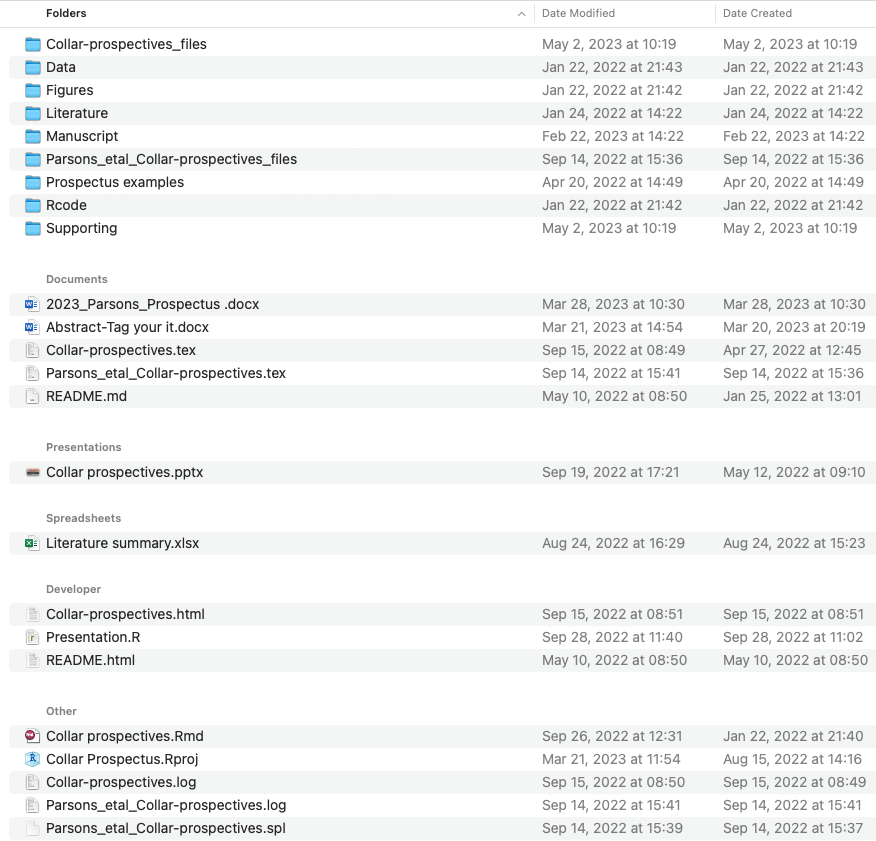 Folders Date Modified Date Created
Collar-prospectives_files May 2, 2023 at 10:19 May 2, 2023 at 10:19
Data Jan 22, 2022 at 21:43 Jan 22, 2022 at 21:43
Figures Jan 22, 2022 at 21:42 Jan 22, 2022 at 21:42
Literature Jan 24, 2022 at 14:22 Jan 24, 2022 at 14:22
Manuscript Feb 22, 2023 at 14:22 Feb 22, 2023 at 14:22
Parsons_etal_Collar-prospectives_files Sep 14, 2022 at 15:36 Sep 14, 2022 at 15:36
Prospectus examples Apr 20, 2022 at 14:49 Apr 20, 2022 at 14:49
Rcode Jan 22, 2022 at 21:42 Jan 22, 2022 at 21:42
Supporting May 2, 2023 at 10:19 May 2, 2023 at 10:19
Documents
2023_Parsons_Prospectus .docx Mar 28, 2023 at 10:30 Mar 28, 2023 at 10:30
Abstract-Tag your it.docx Mar 21, 2023 at 14:54 Mar 20, 2023 at 20:19
Collar-prospectives.tex Sep 15, 2022 at 08:49 Apr 27, 2022 at 12:45
Parsons_etal_Collar-prospectives.tex Sep 14, 2022 at 15:41 Sep 14, 2022 at 15:36
README.md May 10, 2022 at 08:50 Jan 25, 2022 at 13:01
Presentations
Collar prospectives.pptx Sep 19, 2022 at 17:21 May 12, 2022 at 09:10
Spreadsheets
Literature summary.xlsx Aug 24, 2022 at 16:29 Aug 24, 2022 at 15:23
Developer
Collar-prospectives.html Sep 15, 2022 at 08:51 Sep 15, 2022 at 08:51
Presentation.R Sep 28, 2022 at 11:40 Sep 28, 2022 at 11:02
README.html May 10, 2022 at 08:50 May 10, 2022 at 08:50
Other
Collar prospectives.Rmd Sep 26, 2022 at 12:31 Jan 22, 2022 at 21:40
Collar Prospectus.Rproj Mar 21, 2023 at 11:54 Aug 15, 2022 at 14:16
Collar-prospectives.log Sep 15, 2022 at 08:50 Sep 15, 2022 at 08:49
Parsons_etal_Collar-prospectives.log Sep 14, 2022 at 15:41 Sep 14, 2022 at 15:41
Parsons_etal_Collar-prospectives.spl Sep 14, 2022 at 15:39 Sep 14, 2022 at 15:37